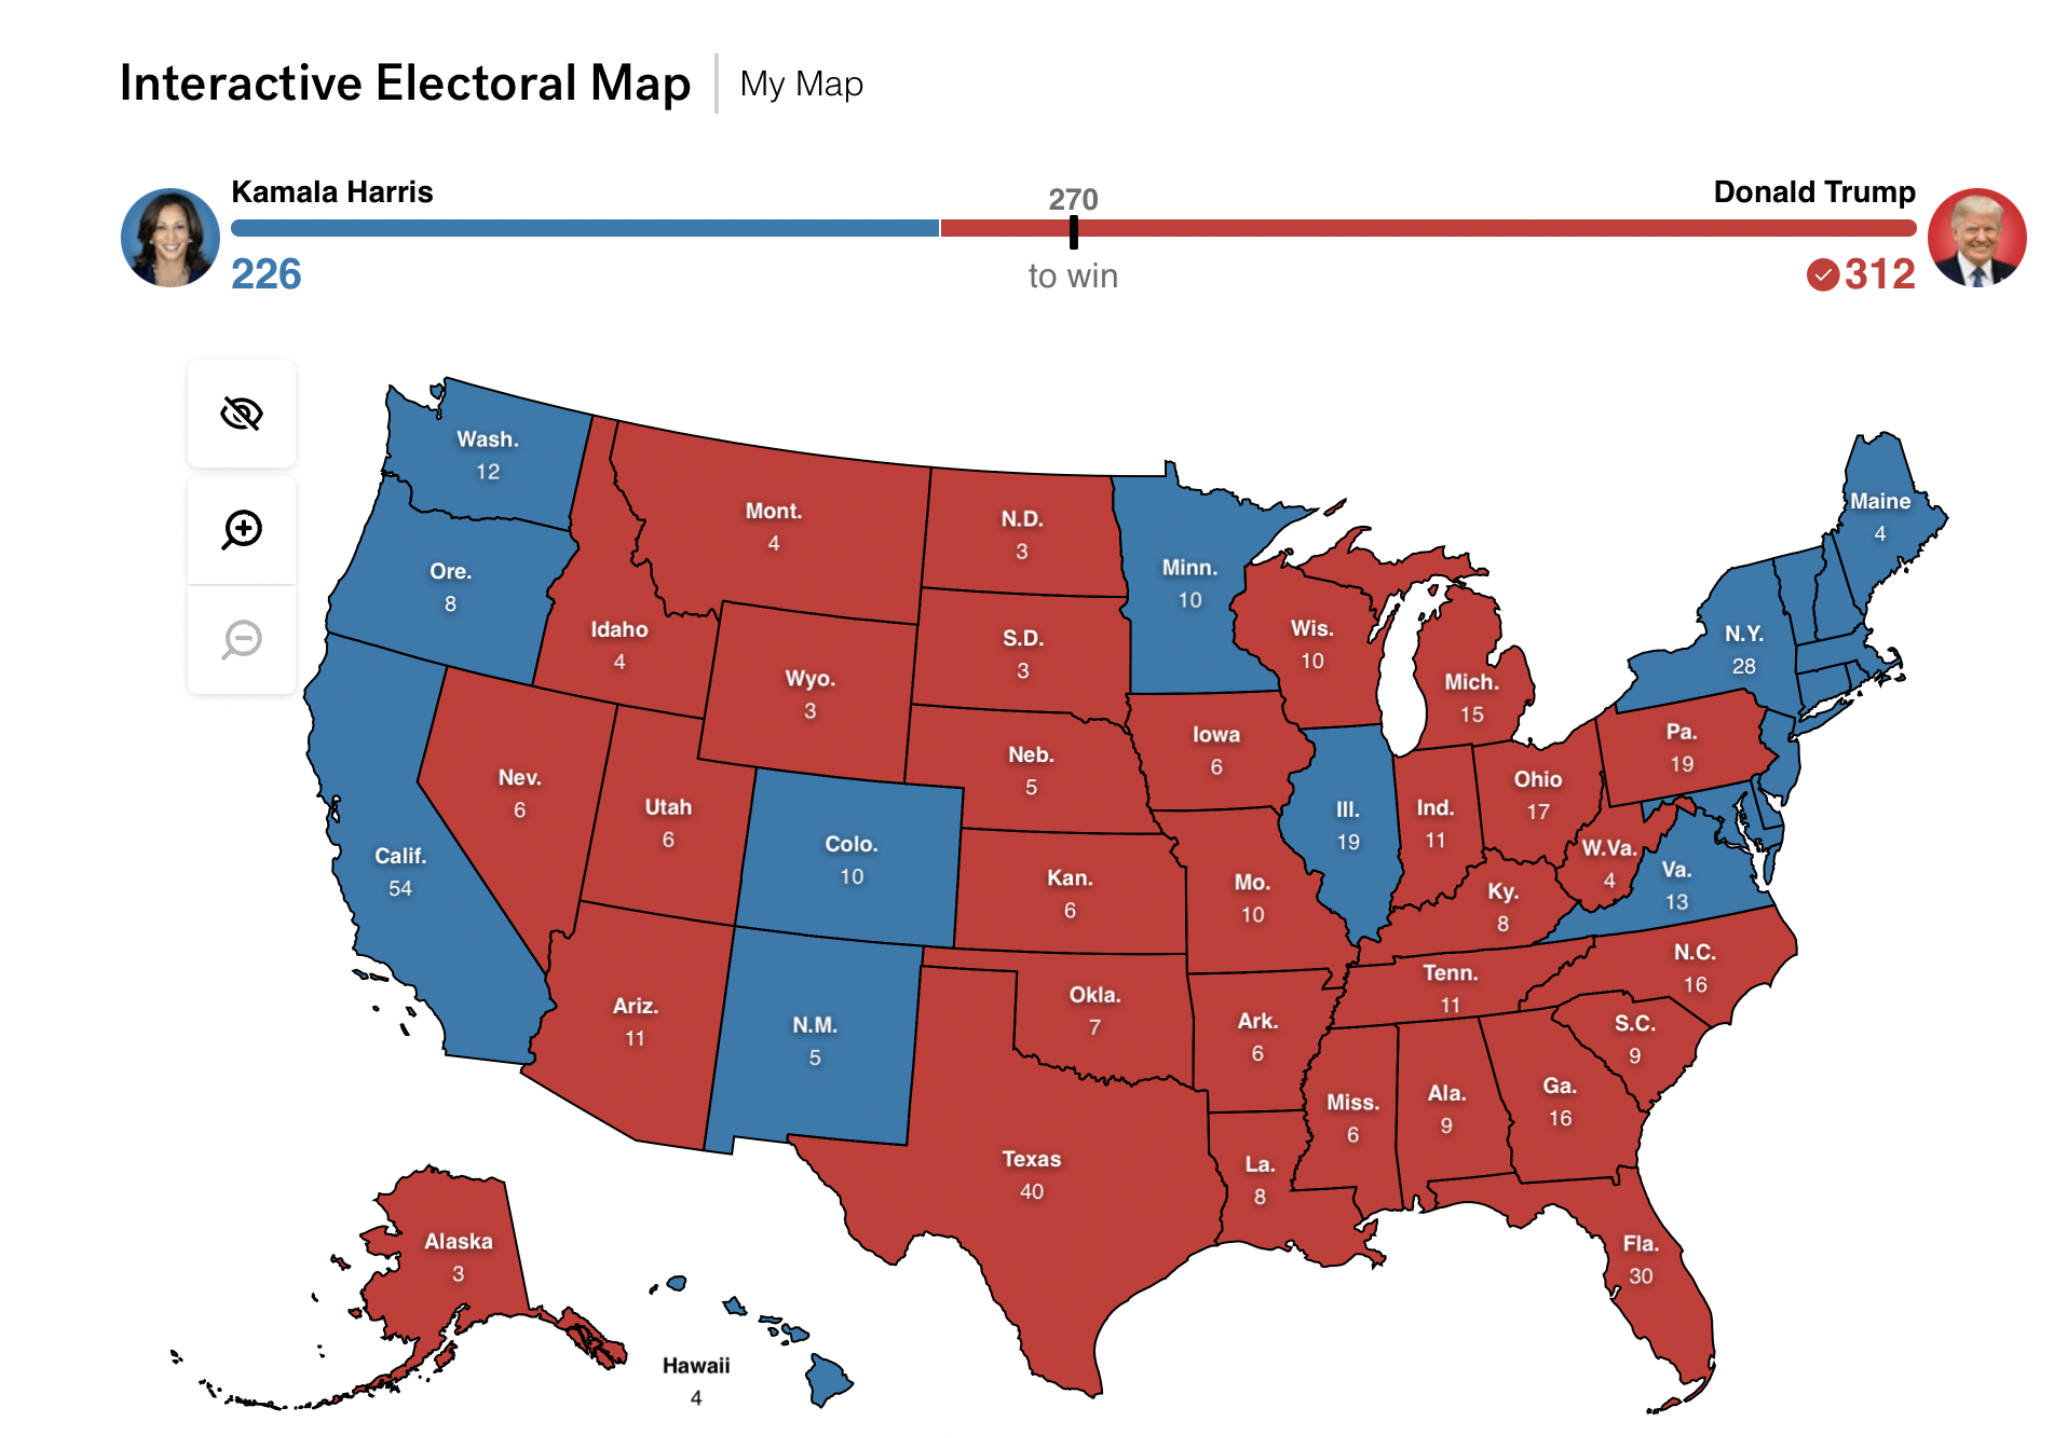 Interactive Electoral Map | My Map
Kamala Harris
270
Donald Trump
226
to win
312
Wash.
12
Ore.
8
Calif.
54
Nev.
6
Idaho
4
Mont.
4
Wyo.
3
Utah
6
Ariz.
11
Colo.
10
N.M.
5
N.D.
3
S.D.
3
Neb.
5
Kan.
6
Okla.
7
Texas
40
Minn.
10
Iowa
6
Mo.
10
Ark.
6
La.
8
Wis.
10
Ill.
19
Mich.
15
Ind.
11
Ohio
17
Ky.
8
Tenn.
11
Miss.
6
Ala.
9
Ga.
16
Fla.
30
S.C.
9
N.C.
16
Va.
13
W.Va.
4
Pa.
19
N.Y.
28
Maine
4
Alaska
3
Hawaii
4